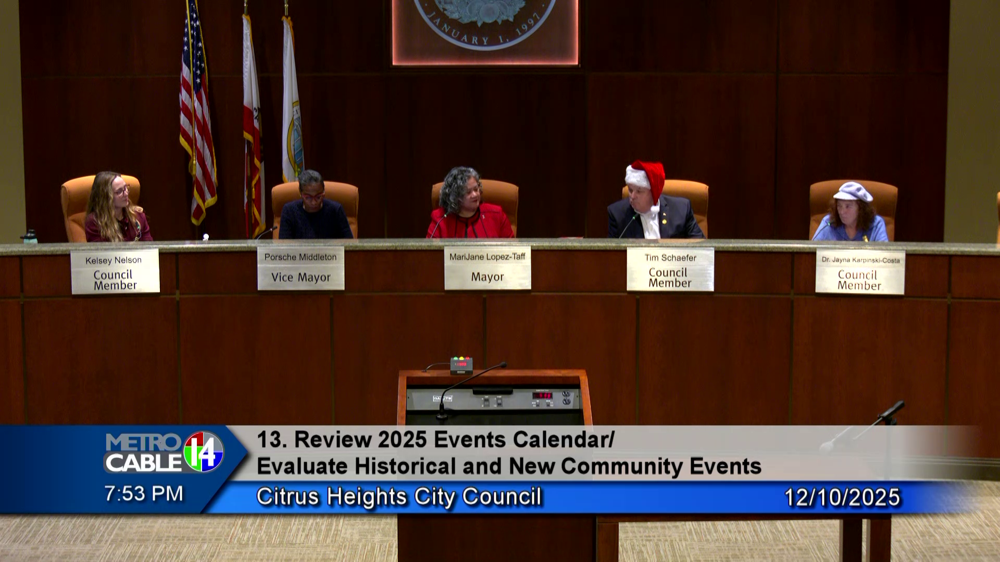 JANUARY 1, 1997
Kelsey Nelson
Council
Member
Porsche Middleton
Vice Mayor
MariJane Lopez-Taff
Mayor
Tim Schaefer
Council
Member
Dr. Jayna Karpinski-Costa
Council
Member
METRO
CABLE 14
7:53 PM
13. Review 2025 Events Calendar/
Evaluate Historical and New Community Events
Citrus Heights City Council
12/10/2025